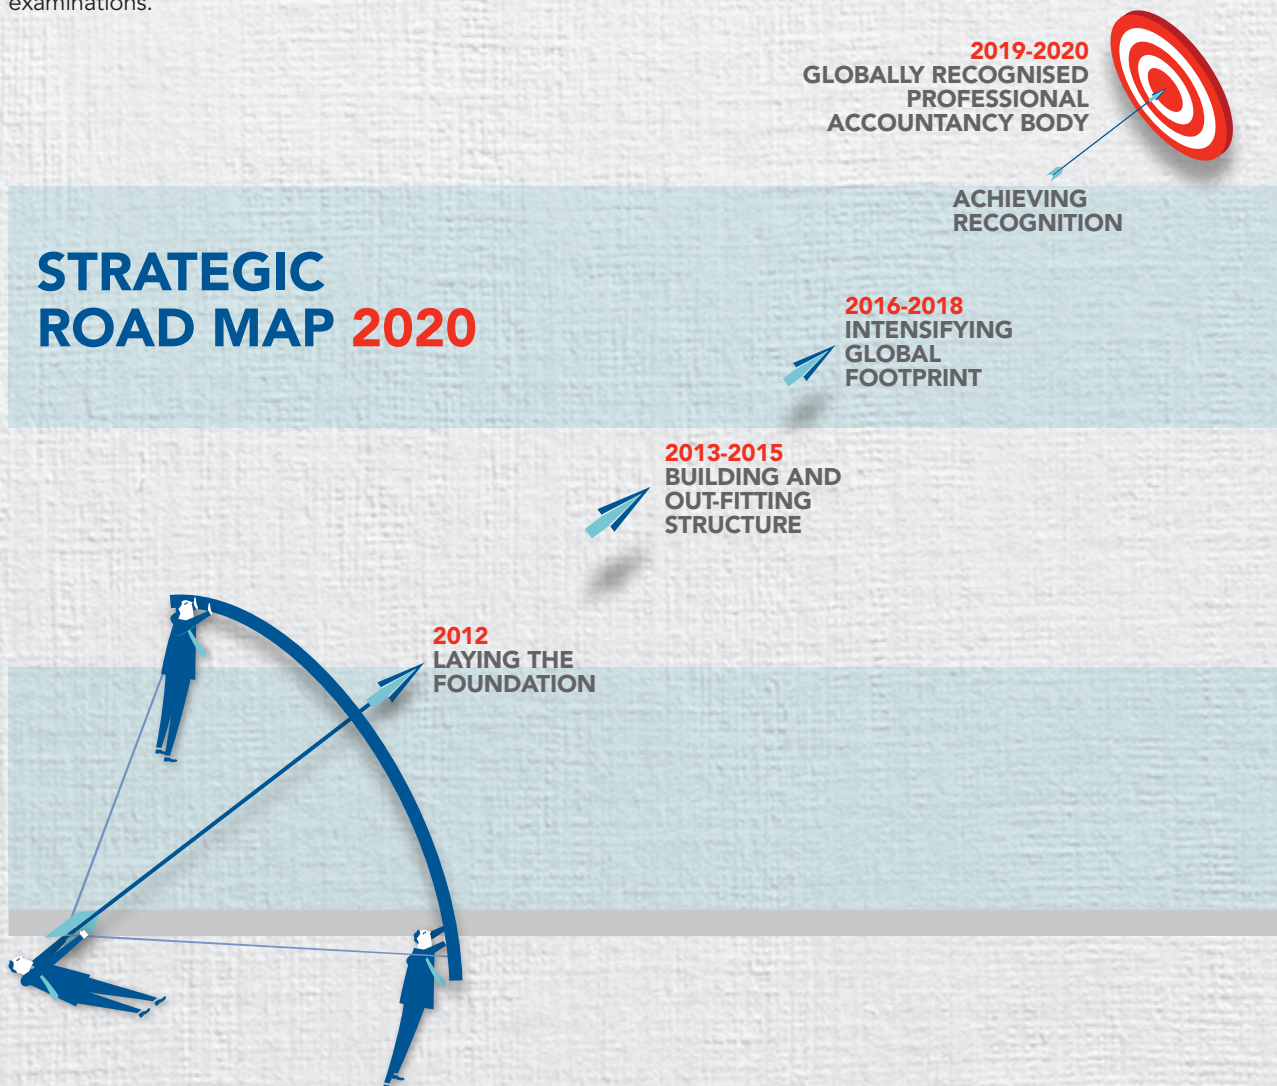 examinations.
2019-2020
GLOBALLY RECOGNISED
PROFESSIONAL
ACCOUNTANCY BODY
ACHIEVING
RECOGNITION
STRATEGIC
ROAD MAP 2020
2016-2018
INTENSIFYING
GLOBAL
FOOTPRINT
2013-2015
BUILDING AND
OUT-FITTING
STRUCTURE
2012
LAYING THE
FOUNDATION